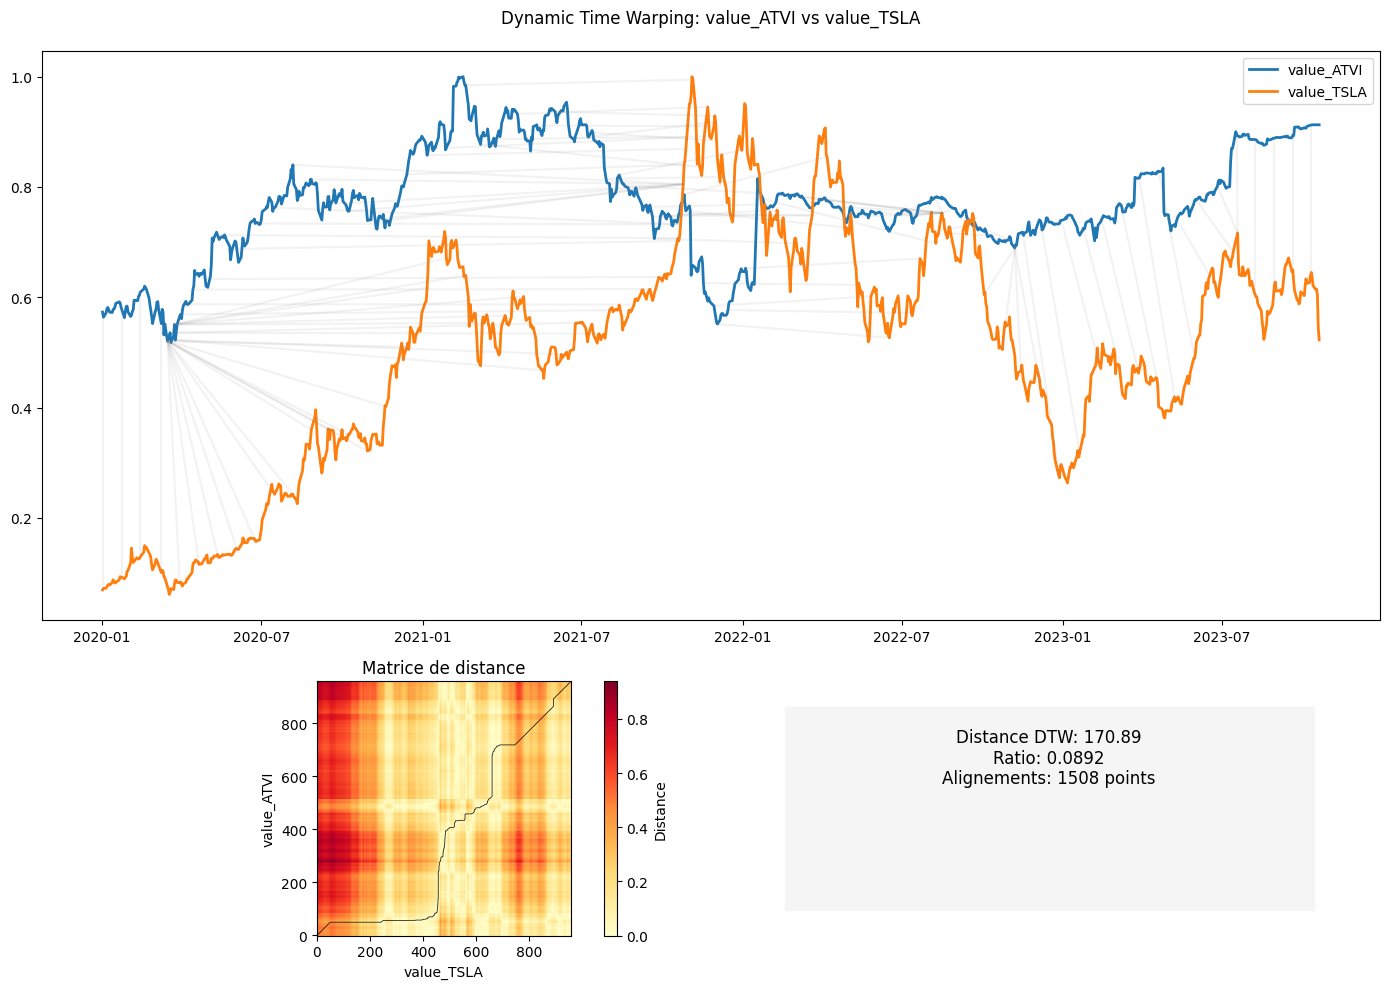 Dynamic Time Warping: value_ATVI vs value_TSLA
value_ATVI
value_TSLA
1.0
0.8
0.6
0.4
0.2
2020-01 2020-07 2021-01 2021-07 2022-01 2022-07 2023-01 2023-07
Matrice de distance
value_ATVI
800
600
400
200
0
0 200 400 600 800
value_TSLA
0.8
0.6
0.4
0.2
0.0
Distance
Distance DTW: 170.89
Ratio: 0.0892
Alignements: 1508 points